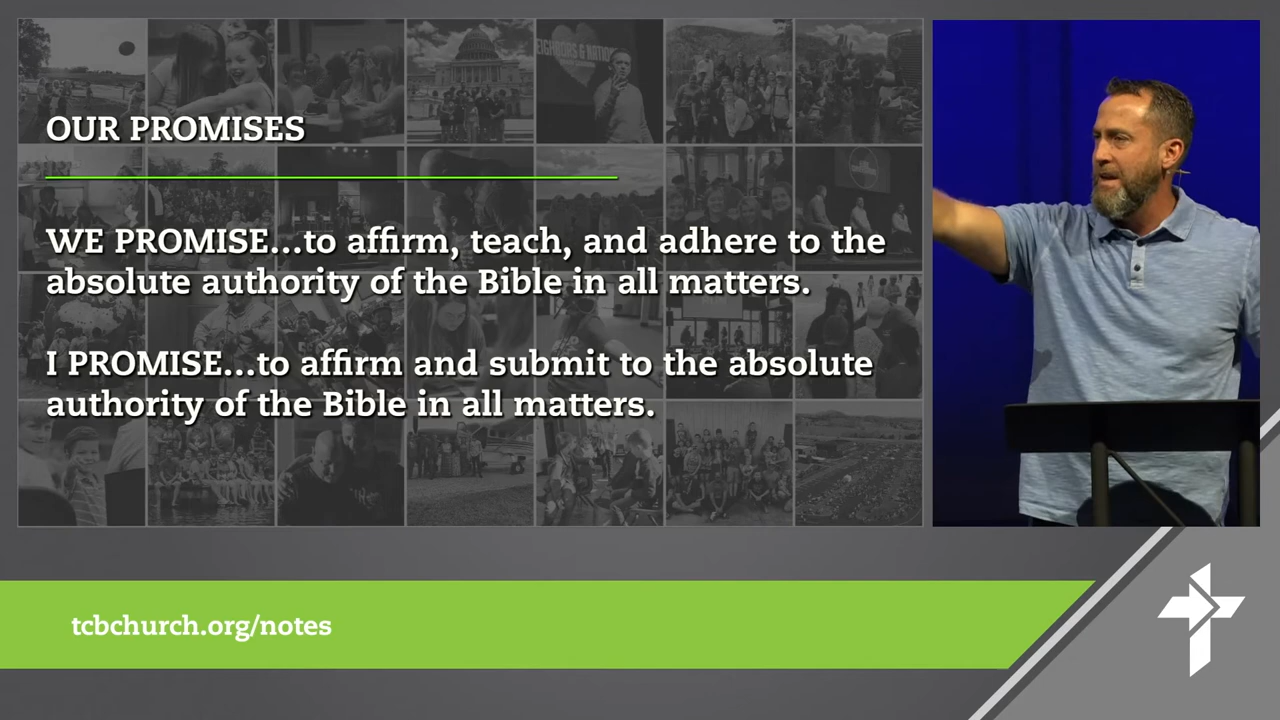 OUR PROMISES
WE PROMISE...to affirm, teach, and adhere to the
absolute authority of the Bible in all matters.
I PROMISE...to affirm and submit to the absolute
authority of the Bible in all matters.
tcbchurch.org/notes